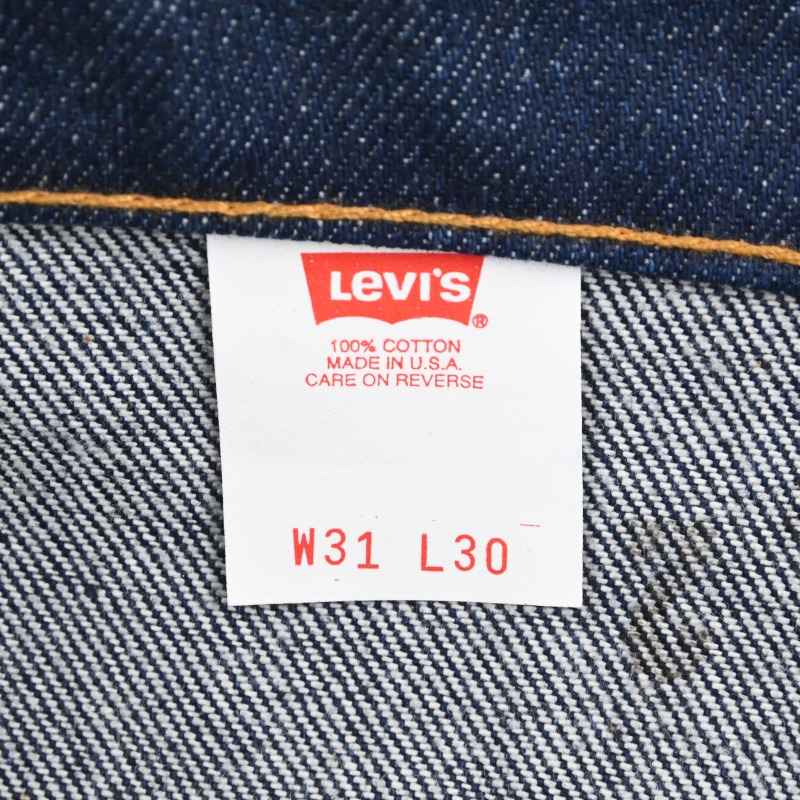 Levi's ®
100% COTTON
MADE IN U.S.A.
CARE ON REVERSE
W31 L30